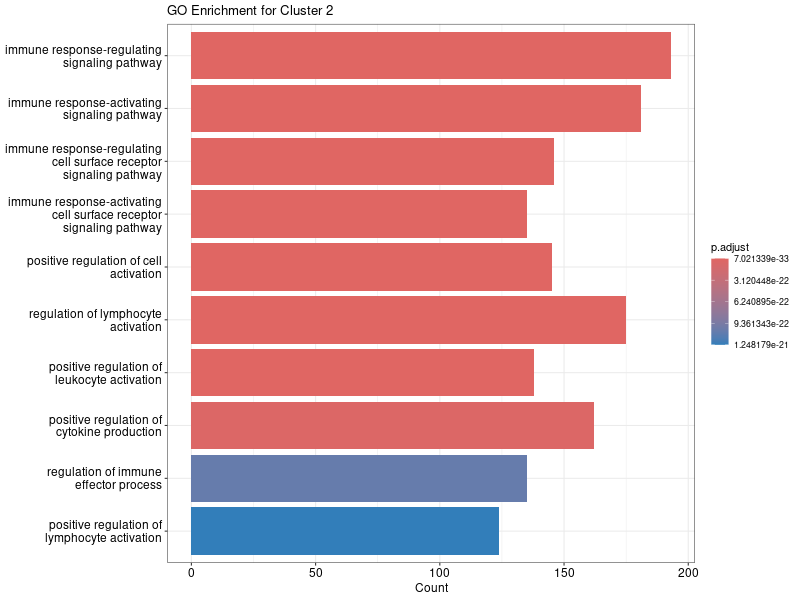 GO Enrichment for Cluster 2
immune response-regulating
signaling pathway
immune response-activating
signaling pathway
immune response-regulating
cell surface receptor
signaling pathway
immune response-activating
cell surface receptor
signaling pathway
positive regulation of cell
activation
regulation of lymphocyte
activation
positive regulation of
leukocyte activation
positive regulation of
cytokine production
regulation of immune
effector process
positive regulation of
lymphocyte activation
0 50 100 150 200
Count
p.adjust
7.021339e-33
3.120448e-22
6.240895e-22
9.361343e-22
1.248179e-21